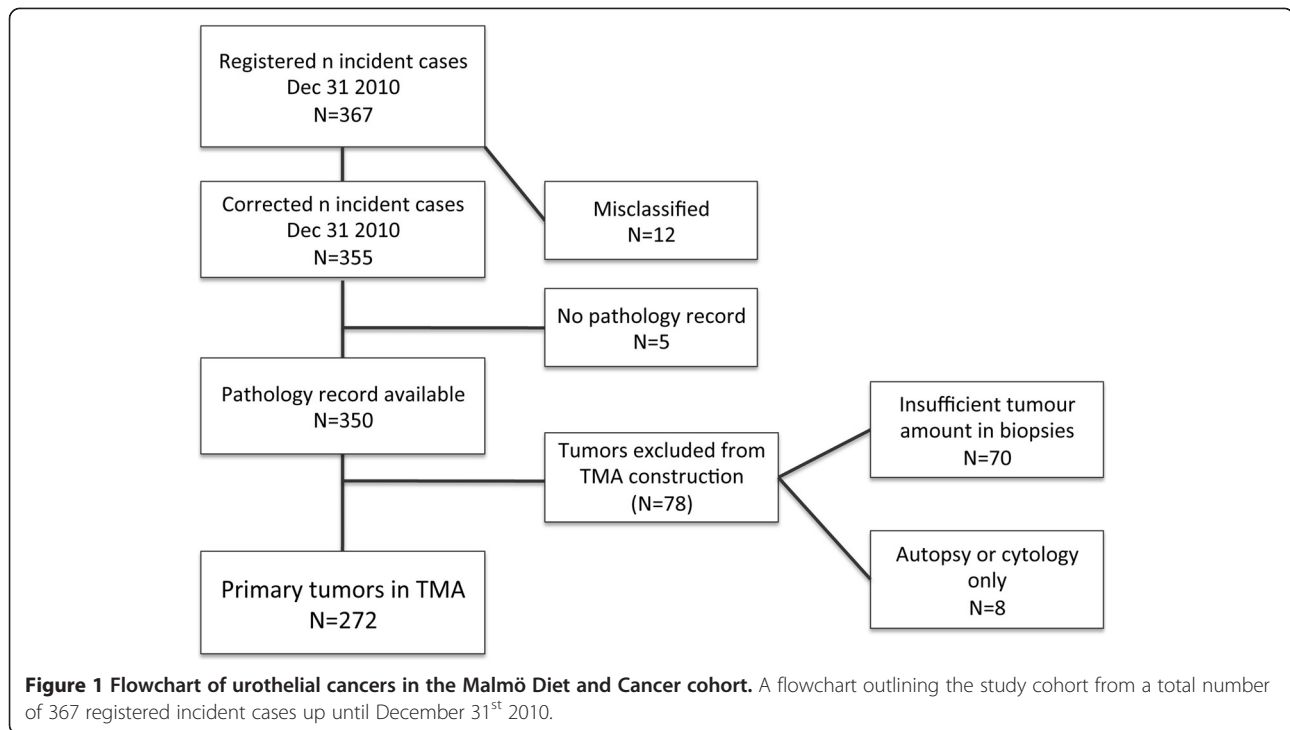 Registered n incident cases
Dec 31 2010
N=367
Corrected n incident cases
Dec 31 2010
N=355
Misclassified
N=12
No pathology record
N=5
Pathology record available
N=350
Insufficient tumour
amount in biopsies
N=70
Tumors excluded from
TMA construction
(N=78)
Autopsy or cytology
only
N=8
Primary tumors in TMA
N=272
Figure 1 Flowchart of urothelial cancers in the Malmö Diet and Cancer cohort. A flowchart outlining the study cohort from a total number
of 367 registered incident cases up until December 31st 2010.